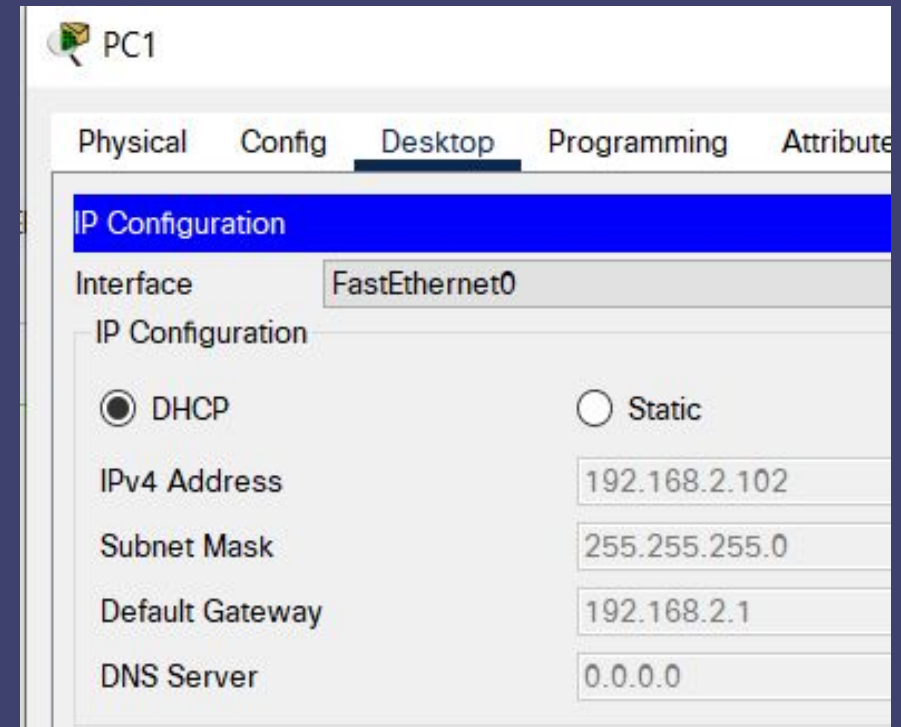 PC1
Physical Config Desktop Programming Attribute
IP Configuration
Interface FastEthernet0
IP Configuration
DHCP Static
IPv4 Address 192.168.2.102
Subnet Mask 255.255.255.0
Default Gateway 192.168.2.1
DNS Server 0.0.0.0